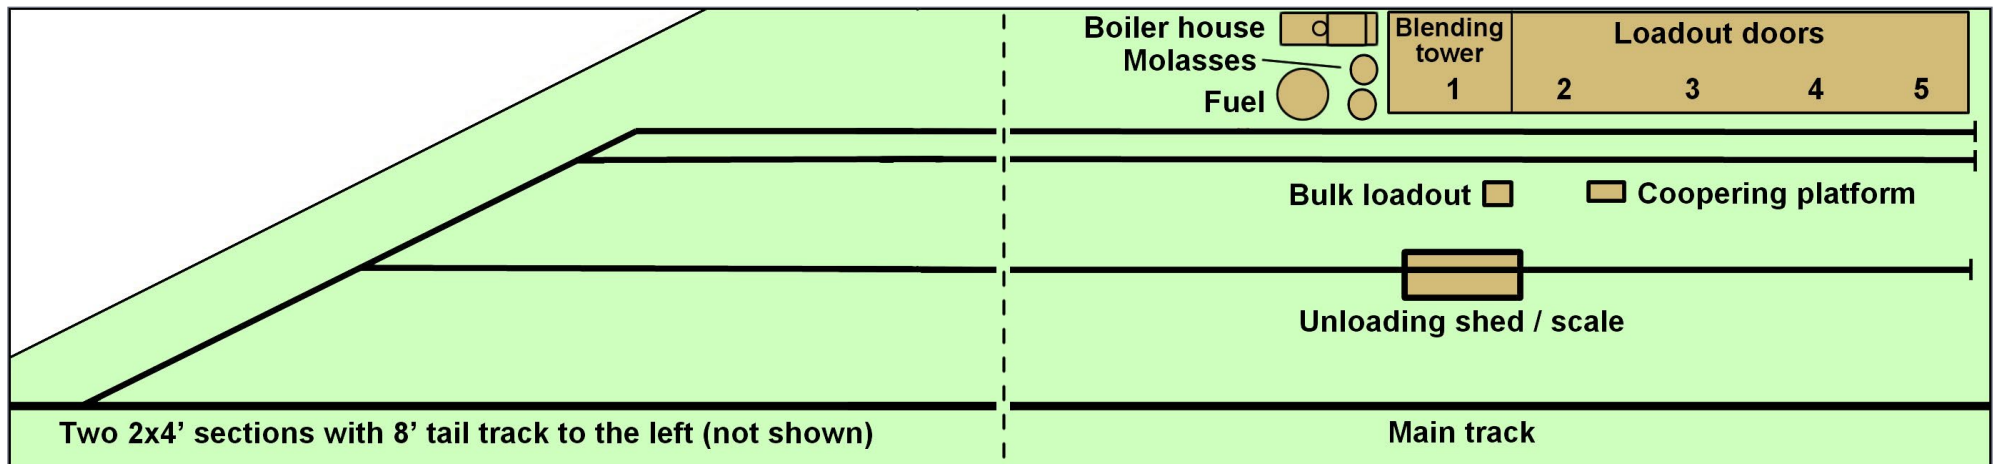 Boiler house
Molasses
Fuel
Blending
tower
1
Loadout doors
2 3 4 5
Bulk loadout
Coopering platform
Unloading shed / scale
Two 2x4’ sections with 8’ tail track to the left (not shown)
Main track